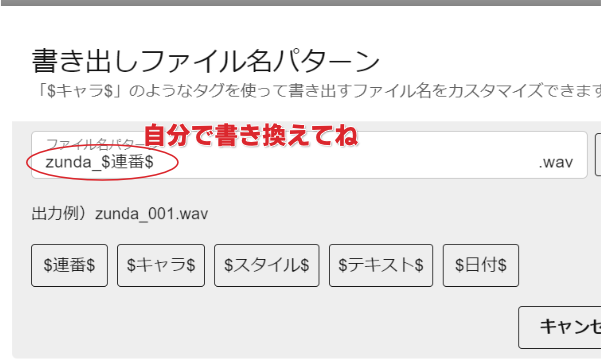 書き出しファイル名パターン
「$キャラ$」のようなタグを使って書き出すファイル名をカスタマイズできます
自分で書き換えてね
ファイル名パターン
zunda_$連番$ .wav
出力例）zunda_001.wav
$連番$ $キャラ$ $スタイル$ $テキスト$ $日付$
キャンセ